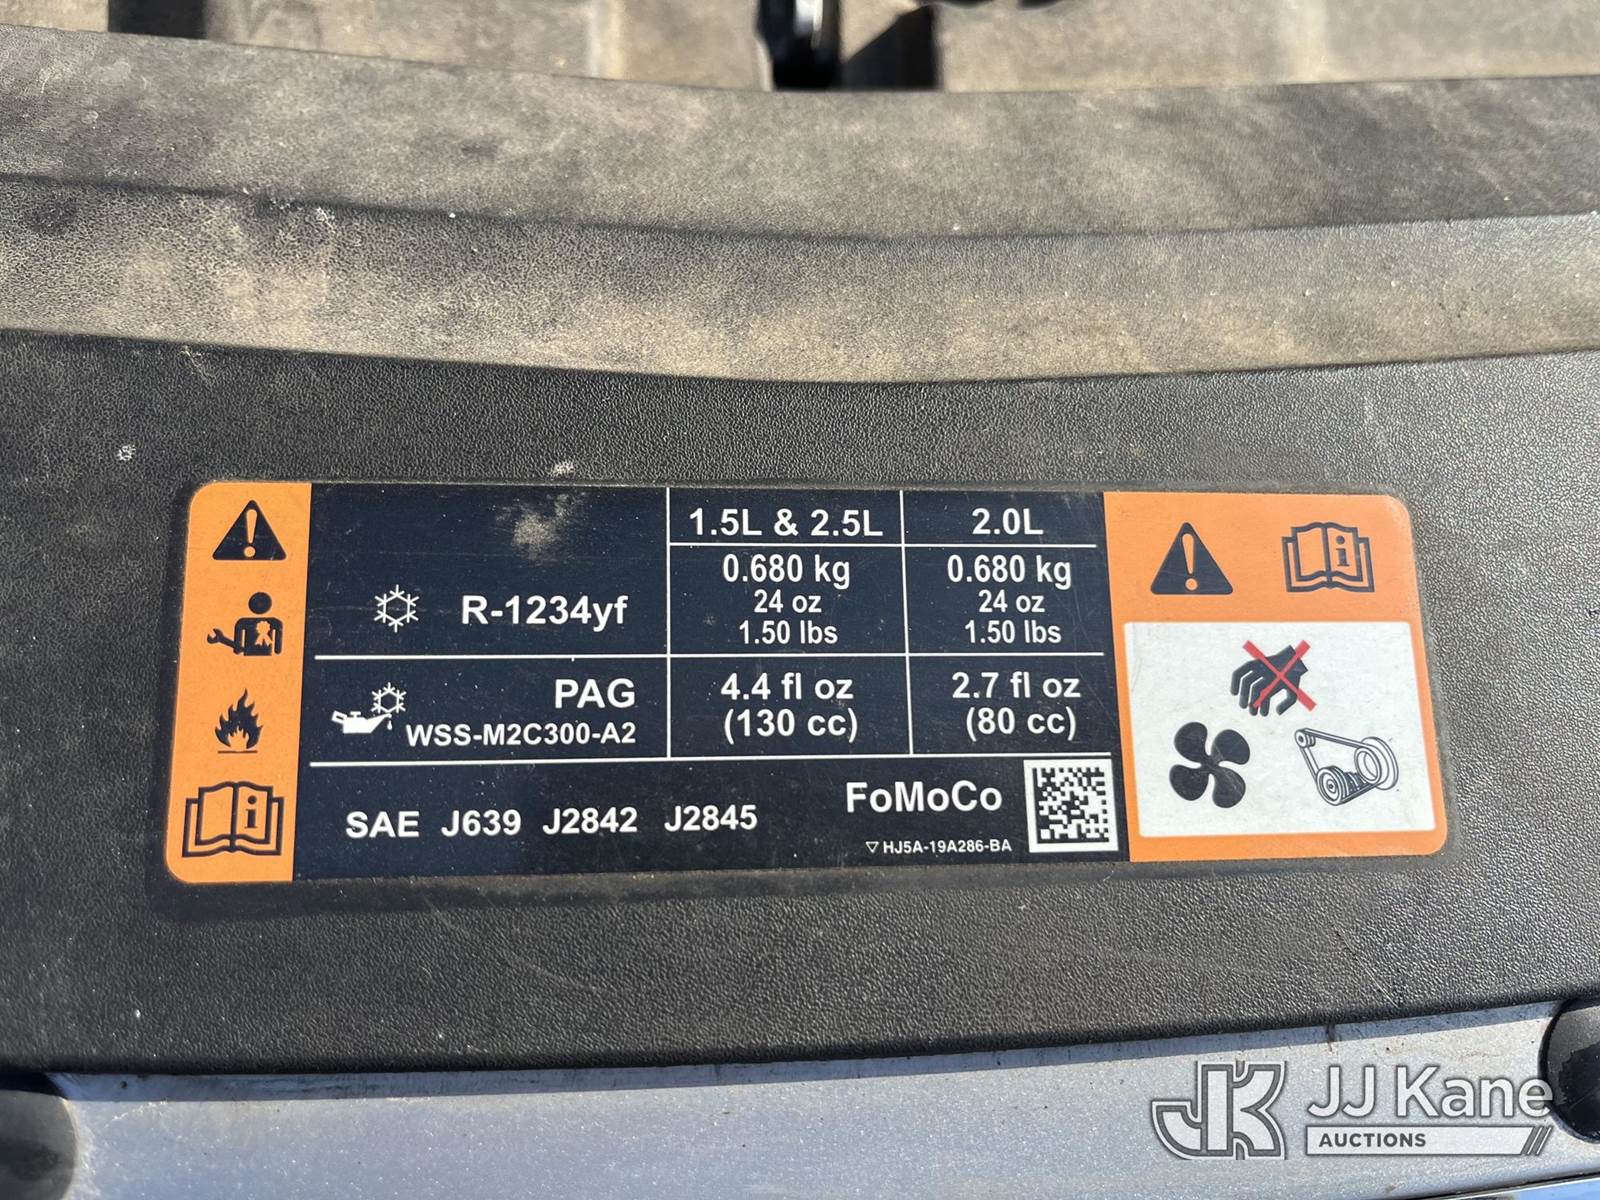 1.5L & 2.5L 2.0L
R-1234yf
0.680 kg
24 oz
1.50 lbs
0.680 kg
24 oz
1.50 lbs
PAG
WSS-M2C300-A2
4.4 fl oz
(130 cc)
2.7 fl oz
(80 cc)
SAE J639 J2842 J2845
FoMoCo
HJ5A-19A286-BA
JK JJ Kane
AUCTIONS